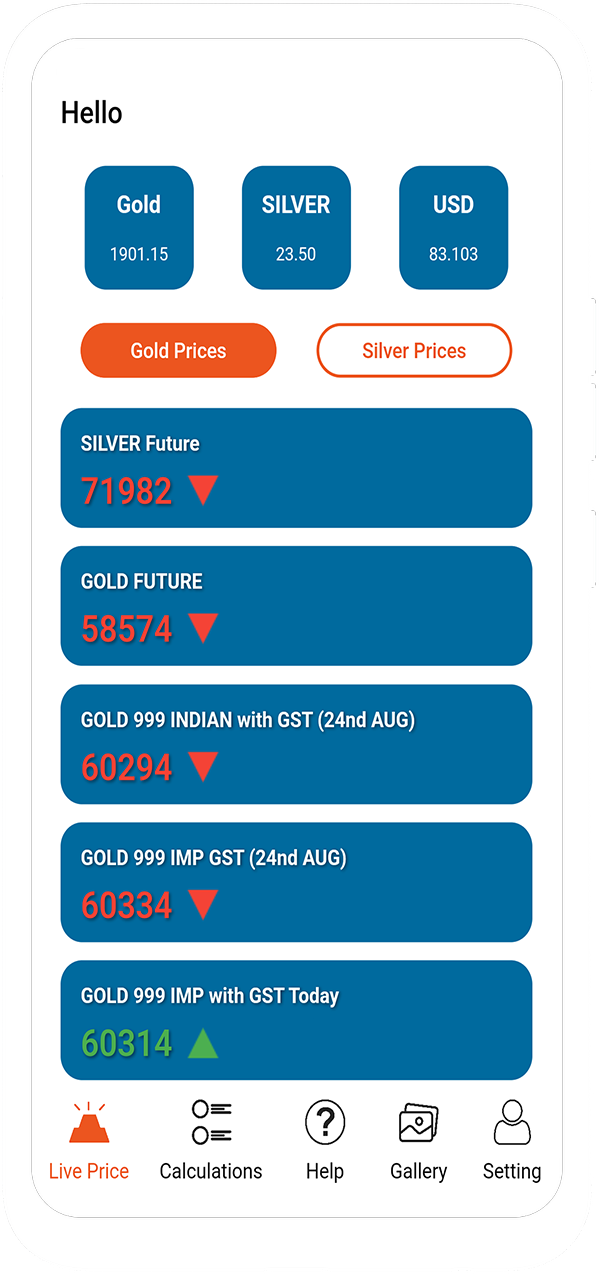 Hello
Gold SILVER USD
1901.15 23.50 83.103
Gold Prices Silver Prices
SILVER Future
71982
GOLD FUTURE
58574
GOLD 999 INDIAN with GST (24nd AUG)
60294
GOLD 999 IMP GST (24nd AUG)
60334
GOLD 999 IMP with GST Today
60314
Live Price Calculations Help Gallery Setting